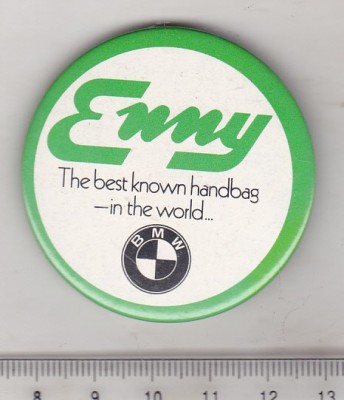 Enny
The best known handbag
—in the world...
BMW
8 9 10 11 12 13